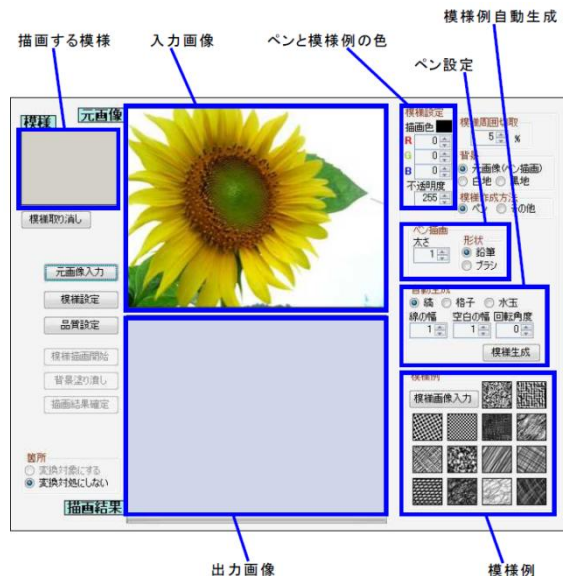 模様例自動生成
描画する模様
入力画像
ペンと模様例の色
ペン設定
模様
元画像
模様取り消し
元画像入力
模様設定
品質設定
模様描画開始
背景塗り潰し
描画結果確定
箇所
変換対象にする
変換対処にしない
描画結果
模様設定
描画色
R 0
G 0
B 0
不透明度
255
模様周囲切取
5 %
背景
元画像(ペン描画)
白地 黒地
模様作成方法
ペン その他
ペン描画
太さ
1
形状
鉛筆
ブラシ
自動生成
縞 格子 水玉
線の幅 空白の幅 回転角度
1 1 0
模様生成
模様例
模様画像入力
出力画像
模様例